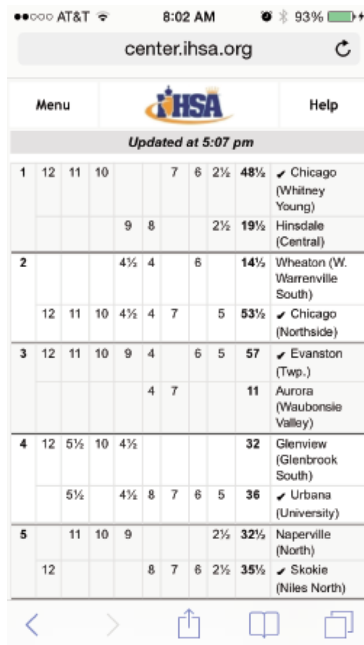 AT&T 8:02 AM 93%
center.ihsa.org
Menu IHSA Help
Updated at 5:07 pm
1 12 11 10 7 6 2½ 48½ ✔ Chicago
(Whitney
Young)
9 8 2½ 19½ Hinsdale
(Central)
2 4½ 4 6 14½ Wheaton (W.
Warrenville
South)
12 11 10 4½ 4 7 5 53½ ✔ Chicago
(Northside)
3 12 11 10 9 4 6 5 57 ✔ Evanston
(Twp.)
4 7 11 Aurora
(Waubonsie
Valley)
4 12 5½ 10 4½ 32 Glenview
(Glenbrook
South)
5½ 4½ 8 7 6 5 36 ✔ Urbana
(University)
5 11 10 9 2½ 32½ Naperville
(North)
12 8 7 6 2½ 35½ ✔ Skokie
(Niles North)